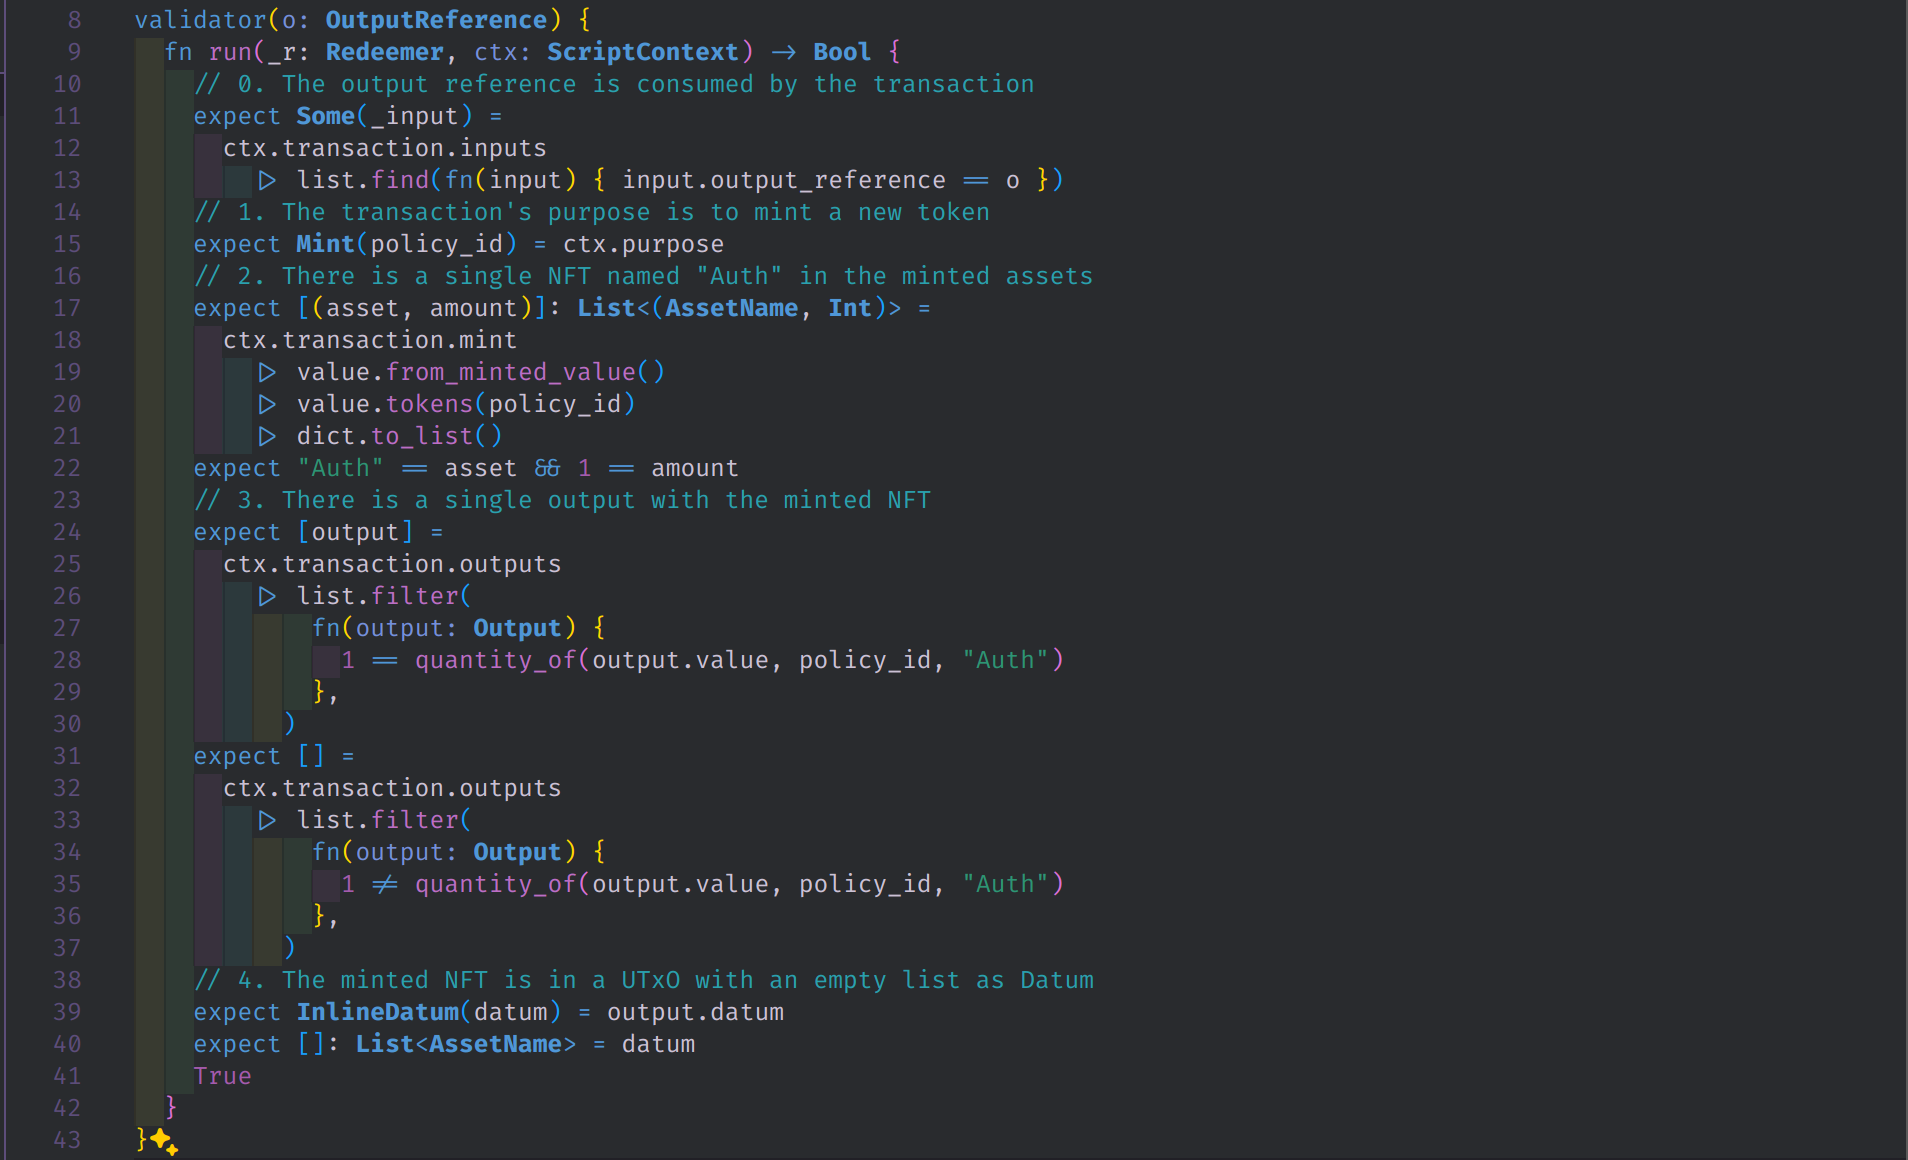 8 validator(o: OutputReference) {
9 fn run(_r: Redeemer, ctx: ScriptContext) -> Bool {
10 // 0. The output reference is consumed by the transaction
11 expect Some(_input) =
12 ctx.transaction.inputs
13 |> list.find(fn(input) { input.output_reference == o })
14 // 1. The transaction's purpose is to mint a new token
15 expect Mint(policy_id) = ctx.purpose
16 // 2. There is a single NFT named "Auth" in the minted assets
17 expect [(asset, amount)]: List<(AssetName, Int)> =
18 ctx.transaction.mint
19 |> value.from_minted_value()
20 |> value.tokens(policy_id)
21 |> dict.to_list()
22 expect "Auth" == asset && 1 == amount
23 // 3. There is a single output with the minted NFT
24 expect [output] =
25 ctx.transaction.outputs
26 |> list.filter(
27 fn(output: Output) {
28 1 == quantity_of(output.value, policy_id, "Auth")
29 },
30 )
31 expect [] =
32 ctx.transaction.outputs
33 |> list.filter(
34 fn(output: Output) {
35 1 != quantity_of(output.value, policy_id, "Auth")
36 },
37 )
38 // 4. The minted NFT is in a UTxO with an empty list as Datum
39 expect InlineDatum(datum) = output.datum
40 expect []: List<AssetName> = datum
41 True
42 }
43 }